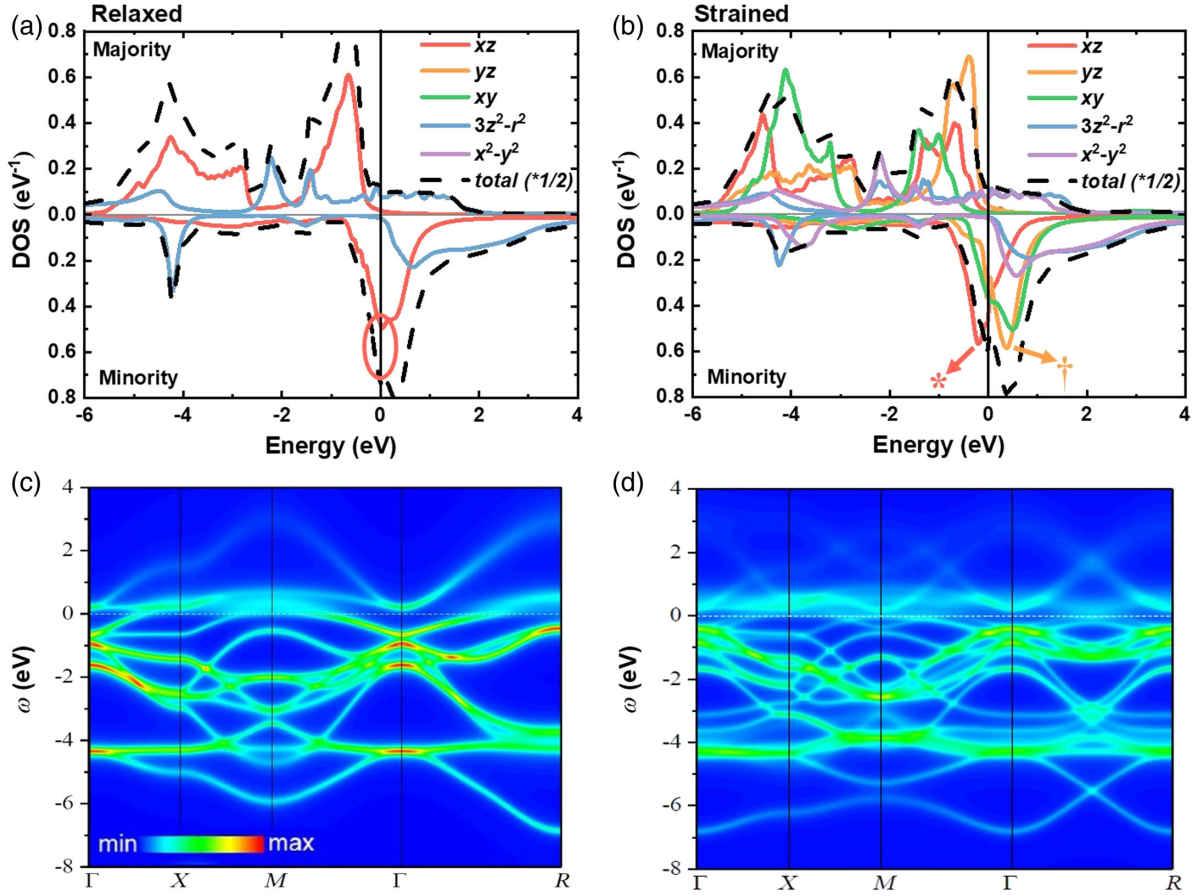 (a) Relaxed
Majority
xz
yz
xy
3z²-r²
x²-y²
total (*1/2)
Minority
DOS (eV⁻¹)
0.8
0.6
0.4
0.2
0.0
0.2
0.4
0.6
0.8
-6 -4 -2 0 2 4
Energy (eV)
(b) Strained
Majority
xz
yz
xy
3z²-r²
x²-y²
total (*1/2)
Minority
* †
DOS (eV⁻¹)
0.8
0.6
0.4
0.2
0.0
0.2
0.4
0.6
0.8
-6 -4 -2 0 2 4
Energy (eV)
(c)
ω (eV)
4
2
0
-2
-4
-6
-8
min max
Γ X M Γ R
(d)
ω (eV)
4
2
0
-2
-4
-6
-8
Γ X M Γ R